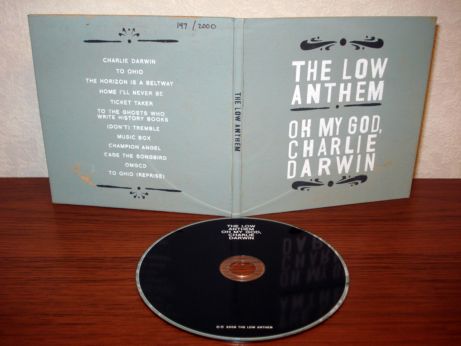 197 / 2000
CHARLIE DARWIN
TO OHIO
THE HORIZON IS A BELTWAY
HOME I'LL NEVER BE
TICKET TAKER
TO THE GHOSTS WHO
WRITE HISTORY BOOKS
(DON'T) TREMBLE
MUSIC BOX
CHAMPION ANGEL
CAGE THE SONGBIRD
OMGCD
TO OHIO (REPRISE)
THE LOW ANTHEM
THE LOW
ANTHEM
OH MY GOD,
CHARLIE
DARWIN
THE LOW
ANTHEM
OH MY GOD,
CHARLIE
DARWIN
THE LOW ANTHEM